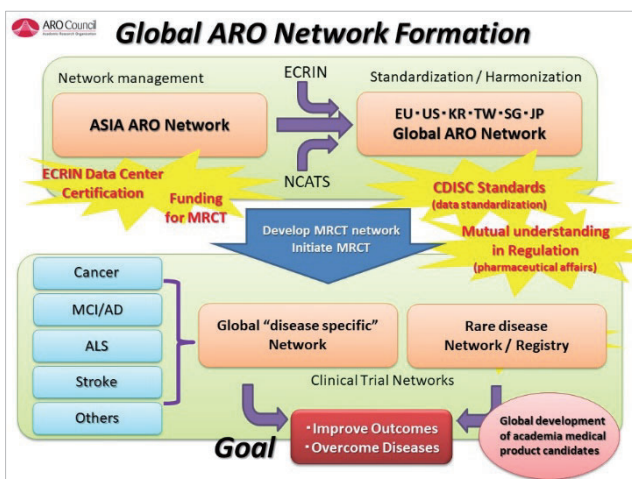 ARO Council
Academic Research Organization
Global ARO Network Formation
Network management
ECRIN
Standardization / Harmonization
ASIA ARO Network
EU・US・KR・TW・SG・JP
Global ARO Network
NCATS
ECRIN Data Center
Certification
Funding
for MRCT
CDISC Standards
(data standardization)
Develop MRCT network
Initiate MRCT
Mutual understanding
in Regulation
(pharmaceutical affairs)
Cancer
MCI/AD
ALS
Stroke
Others
Global “disease specific”
Network
Rare disease
Network / Registry
Clinical Trial Networks
Goal
・Improve Outcomes
・Overcome Diseases
Global development
of academia medical
product candidates